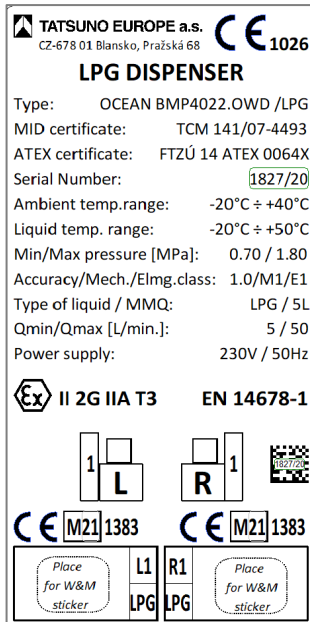 TATSUNO EUROPE a.s.
CZ-678 01 Blansko, Pražská 68
CE 1026
LPG DISPENSER
Type: OCEAN BMP4022.OWD /LPG
MID certificate: TCM 141/07-4493
ATEX certificate: FTZÚ 14 ATEX 0064X
Serial Number: 1827/20
Ambient temp.range: -20°C ÷ +40°C
Liquid temp. range: -20°C ÷ +50°C
Min/Max pressure [MPa]: 0.70 / 1.80
Accuracy/Mech./Elmg.class: 1.0/M1/E1
Type of liquid / MMQ: LPG / 5L
Qmin/Qmax [L/min.]: 5 / 50
Power supply: 230V / 50Hz
Ex II 2G IIA T3 EN 14678-1
1 L R 1 1827/20
CE M21 1383 CE M21 1383
Place for W&M sticker L1 LPG R1 LPG Place for W&M sticker